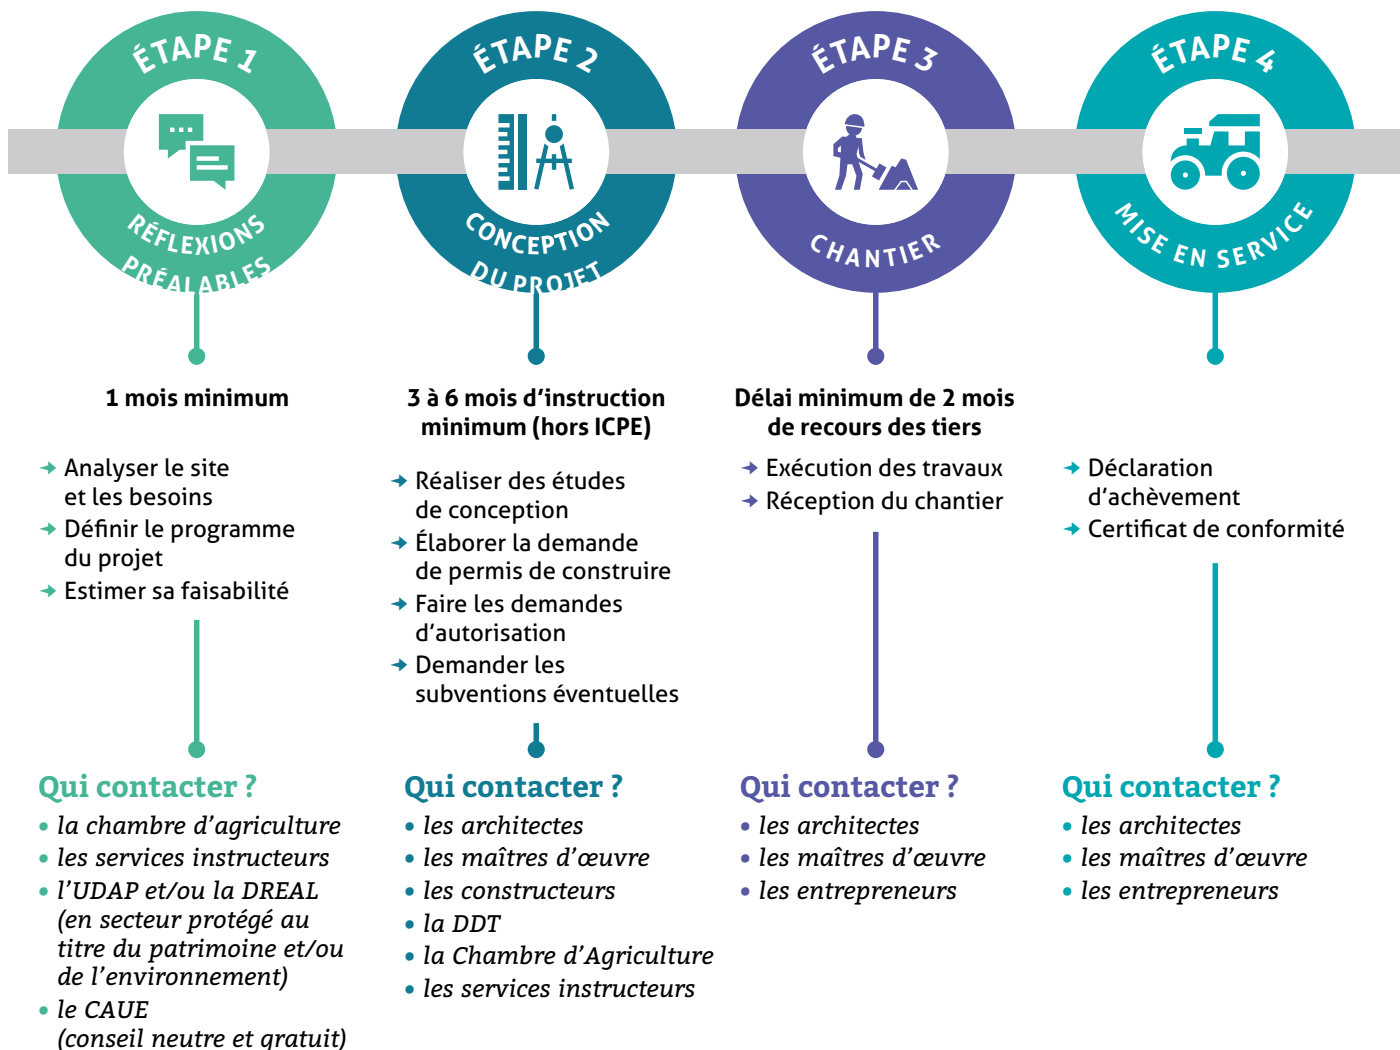 ÉTAPE 1
RÉFLEXIONS
PRÉALABLES
1 mois minimum
Analyser le site
et les besoins
Définir le programme
du projet
Estimer sa faisabilité
Qui contacter ?
• la chambre d'agriculture
• les services instructeurs
• l'UDAP et/ou la DREAL
(en secteur protégé au
titre du patrimoine et/ou
de l'environnement)
• le CAUE
(conseil neutre et gratuit)
ÉTAPE 2
CONCEPTION
DU PROJET
3 à 6 mois d'instruction
minimum (hors ICPE)
Réaliser des études
de conception
Élaborer la demande
de permis de construire
Faire les demandes
d'autorisation
Demander les
subventions éventuelles
Qui contacter ?
• les architectes
• les maîtres d'œuvre
• les constructeurs
• la DDT
• la Chambre d'Agriculture
• les services instructeurs
ÉTAPE 3
CHANTIER
Délai minimum de 2 mois
de recours des tiers
Exécution des travaux
Réception du chantier
Qui contacter ?
• les architectes
• les maîtres d'œuvre
• les entrepreneurs
ÉTAPE 4
MISE EN SERVICE
Déclaration
d'achèvement
Certificat de conformité
Qui contacter ?
• les architectes
• les maîtres d'œuvre
• les entrepreneurs